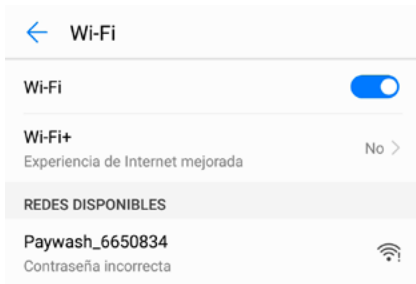 Wi-Fi
Wi-Fi
Wi-Fi+
No
Experiencia de Internet mejorada
REDES DISPONIBLES
Paywash_6650834
Contraseña incorrecta